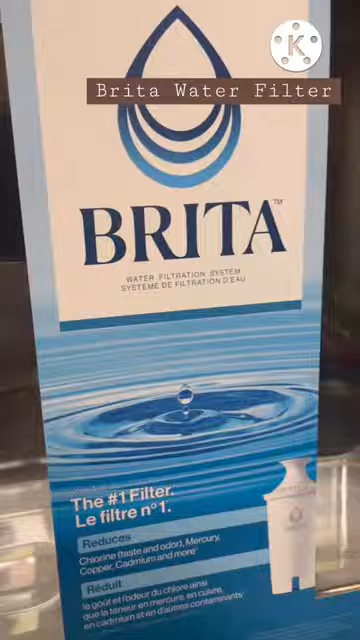 K
Brita Water Filter
BRITA™
WATER FILTRATION SYSTEM
SYSTÈME DE FILTRATION D'EAU
The #1 Filter.
Le filtre n°1.
Reduces
Chlorine (taste and odor), Mercury,
Copper, Cadmium and more
Réduit
le goût et l'odeur du chlore ainsi
que la teneur en mercure, en cuivre,
en cadmium et en d'autres contaminants